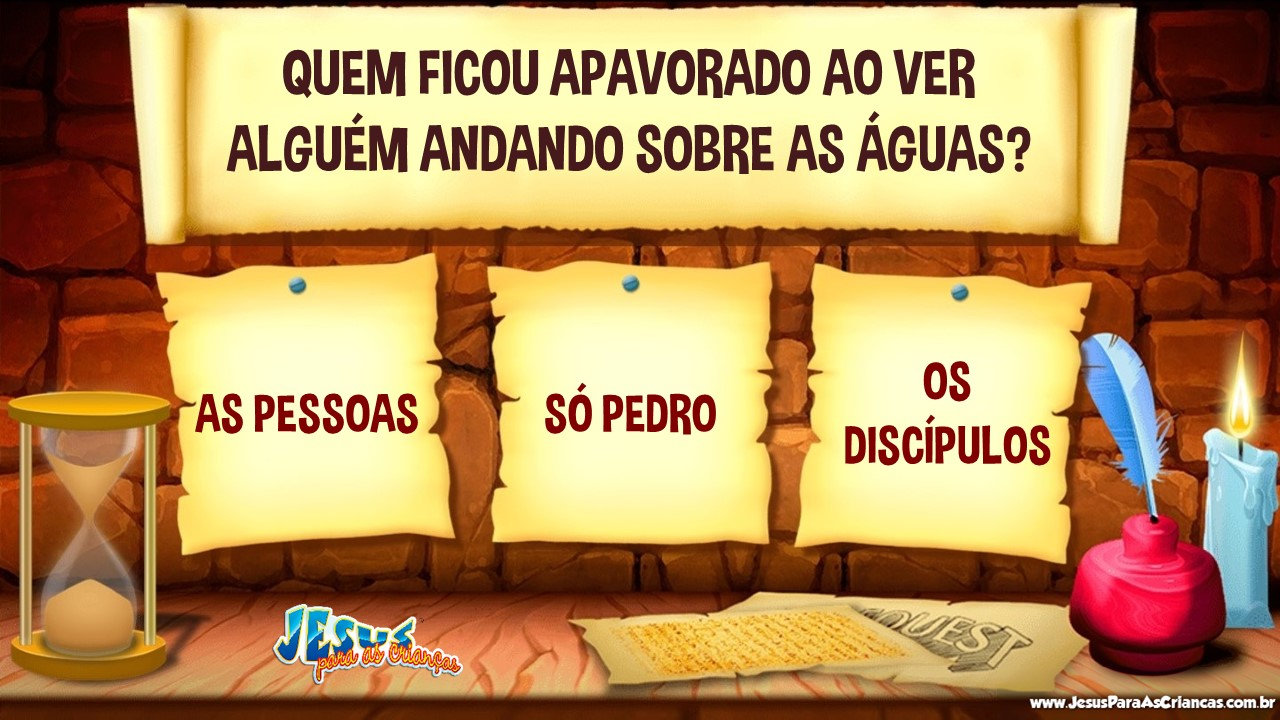 QUEM FICOU APAVORADO AO VER
ALGUÉM ANDANDO SOBRE AS ÁGUAS?
AS PESSOAS
SÓ PEDRO
OS
DISCÍPULOS
JESUS
para as crianças
QUEST
www.JesusParaAsCriancas.com.br